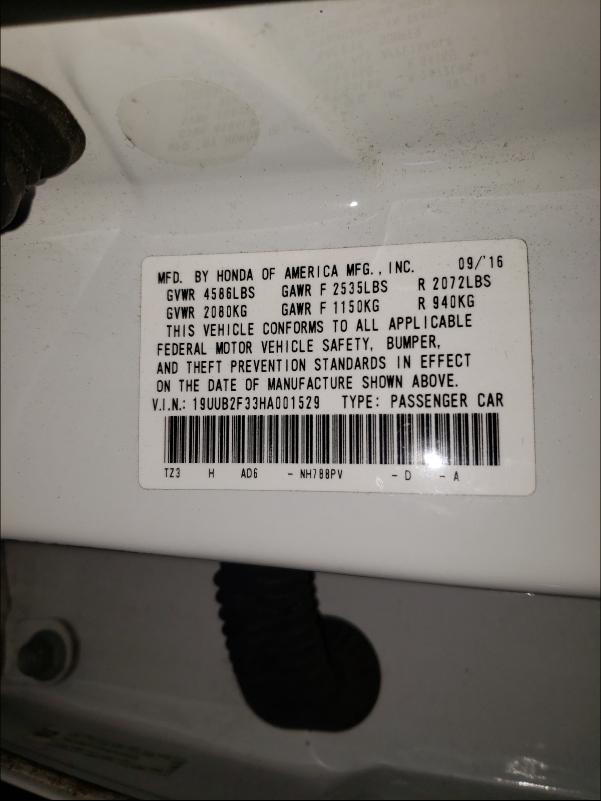 MFD. BY HONDA OF AMERICA MFG., INC. 09/'16
GVWR 4586LBS GAWR F 2535LBS R 2072LBS
GVWR 2080KG GAWR F 1150KG R 940KG
THIS VEHICLE CONFORMS TO ALL APPLICABLE
FEDERAL MOTOR VEHICLE SAFETY, BUMPER,
AND THEFT PREVENTION STANDARDS IN EFFECT
ON THE DATE OF MANUFACTURE SHOWN ABOVE.
V.I.N.: 19UUB2F33HA001529 TYPE: PASSENGER CAR
TZ3 H AD6 - NH788PV - D - A